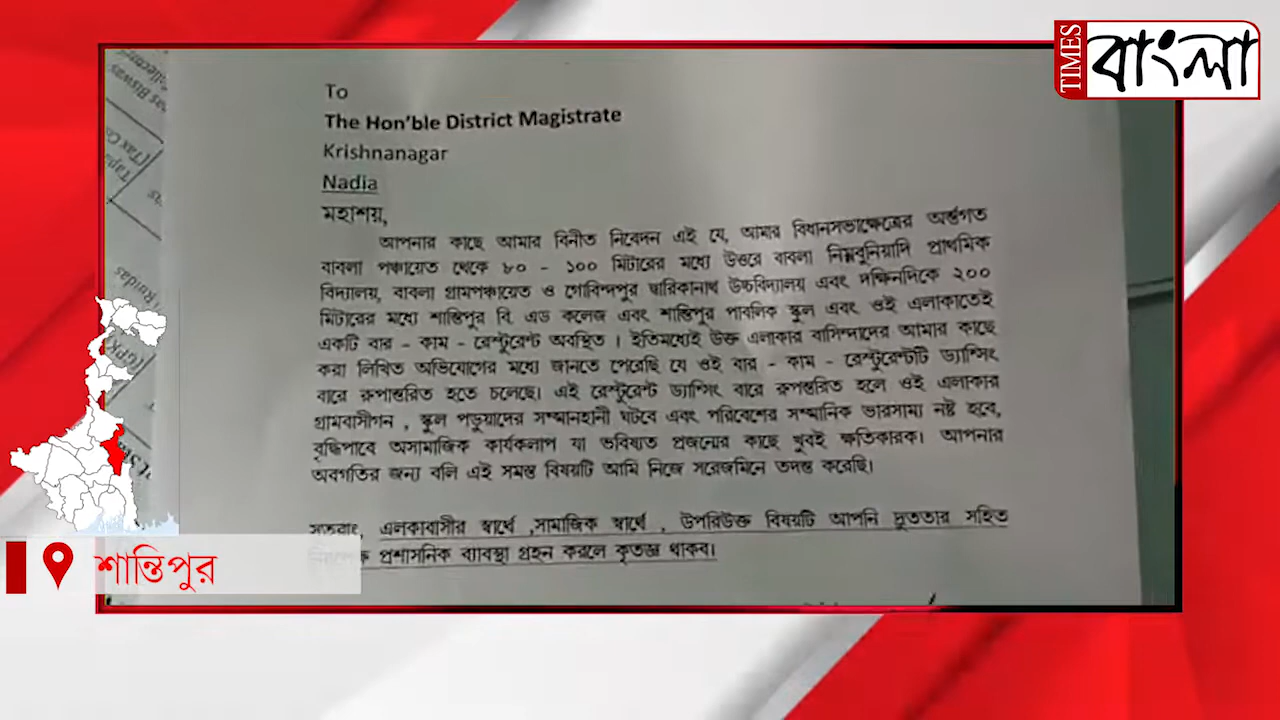 TIMES
বাংলা
To
The Hon'ble District Magistrate
Krishnanagar
Nadia
মহাশয়,
আপনার কাছে আমার বিনীত নিবেদন এই যে, আমার বিধানসভাক্ষেত্রের অর্ন্তগত
বাবলা পঞ্চায়েত থেকে ৮০ - ১০০ মিটারের মধ্যে উত্তরে বাবলা নিম্নবুনিয়াদি প্রাথমিক
বিদ্যালয়, বাবলা গ্রামপঞ্চায়েত ও গোবিন্দপুর দ্বারিকানাথ উচ্চবিদ্যালয় এবং দক্ষিনদিকে ২০০
মিটারের মধ্যে শান্তিপুর বি. এড কলেজ এবং শান্তিপুর পাবলিক স্কুল এবং ওই এলাকাতেই
একটি বার - কাম - রেস্টুরেন্ট অবস্থিত । ইতিমধ্যেই উক্ত এলাকার বাসিন্দাদের আমার কাছে
করা লিখিত অভিযোগের মধ্যে জানতে পেরেছি যে ওই বার - কাম - রেস্টুরেন্টটি ড্যান্সিং
বারে রুপান্তরিত হতে চলেছে। এই রেস্টুরেন্ট ড্যান্সিং বারে রুপন্তরিত হলে ওই এলাকার
গ্রামবাসীগন , স্কুল পড়ুয়াদের সম্মানহানী ঘটবে এবং পরিবেশের সম্মানিক ভারসাম্য নষ্ট হবে,
বৃদ্ধিপাবে অসামাজিক কার্যকলাপ যা ভবিষ্যত প্রজন্মের কাছে খুবই ক্ষতিকারক। আপনার
অবগতির জন্য বলি এই সমস্ত বিষয়টি আমি নিজে সরেজমিনে তদন্ত করেছি।
সুতরাং, এলকাবাসীর স্বার্থে ,সামাজিক স্বার্থে , উপরিউক্ত বিষয়টি আপনি দ্রুততার সহিত
প্রশাসনিক ব্যাবস্থা গ্রহন করলে কৃতজ্ঞ থাকব।
শান্তিপুর